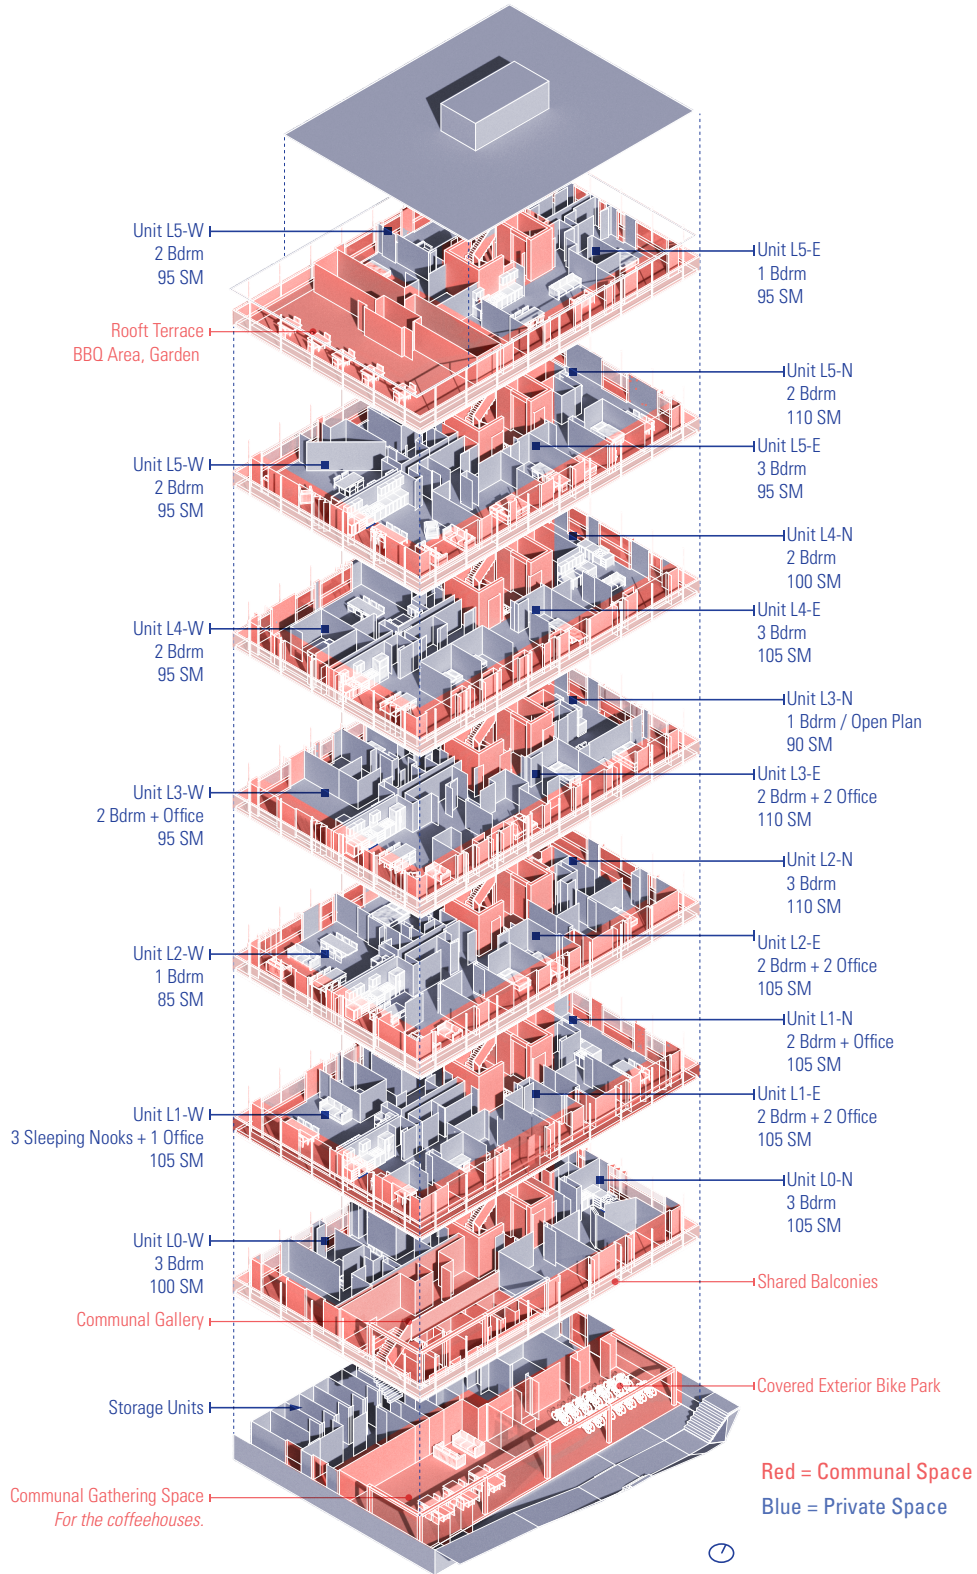 Unit L5-W
2 Bdrm
95 SM
Unit L5-E
1 Bdrm
95 SM
Rooft Terrace
BBQ Area, Garden
Unit L5-N
2 Bdrm
110 SM
Unit L5-E
3 Bdrm
95 SM
Unit L5-W
2 Bdrm
95 SM
Unit L4-N
2 Bdrm
100 SM
Unit L4-E
3 Bdrm
105 SM
Unit L4-W
2 Bdrm
95 SM
Unit L3-N
1 Bdrm / Open Plan
90 SM
Unit L3-E
2 Bdrm + 2 Office
110 SM
Unit L3-W
2 Bdrm + Office
95 SM
Unit L2-N
3 Bdrm
110 SM
Unit L2-E
2 Bdrm + 2 Office
105 SM
Unit L2-W
1 Bdrm
85 SM
Unit L1-N
2 Bdrm + Office
105 SM
Unit L1-E
2 Bdrm + 2 Office
105 SM
Unit L1-W
3 Sleeping Nooks + 1 Office
105 SM
Unit L0-N
3 Bdrm
105 SM
Unit L0-W
3 Bdrm
100 SM
Shared Balconies
Communal Gallery
Covered Exterior Bike Park
Storage Units
Communal Gathering Space
For the coffeehouses.
Red = Communal Space
Blue = Private Space